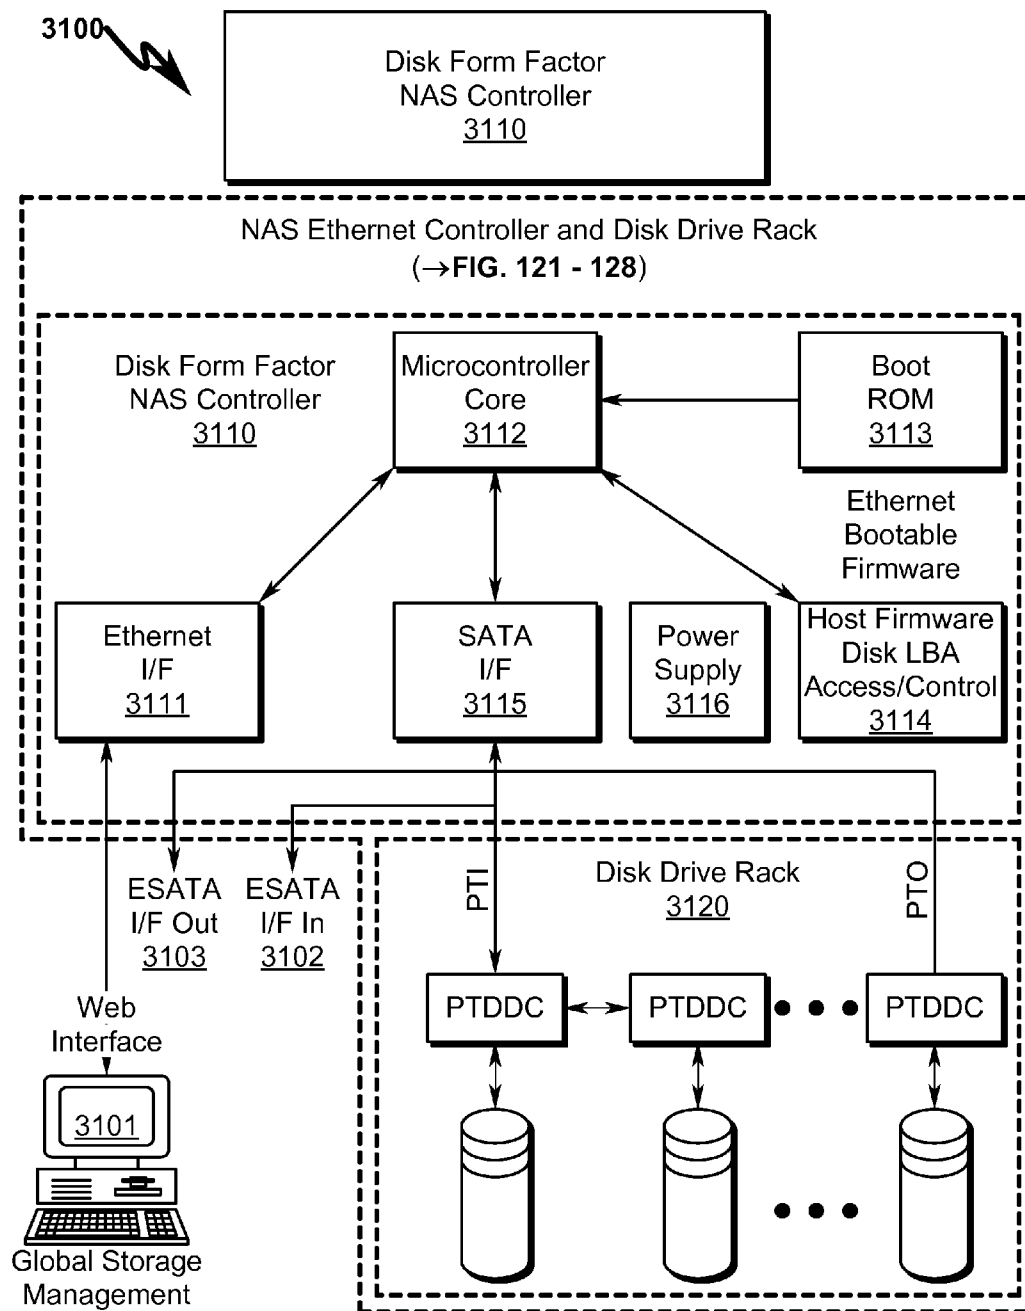 3100
Disk Form Factor
NAS Controller
3110
NAS Ethernet Controller and Disk Drive Rack
(→FIG. 121 - 128)
Disk Form Factor
NAS Controller
3110
Microcontroller
Core
3112
Boot
ROM
3113
Ethernet
Bootable
Firmware
Ethernet
I/F
3111
SATA
I/F
3115
Power
Supply
3116
Host Firmware
Disk LBA
Access/Control
3114
ESATA
I/F Out
3103
ESATA
I/F In
3102
PTI
Disk Drive Rack
3120
PTO
PTDDC
PTDDC
PTDDC
Web
Interface
3101
Global Storage
Management